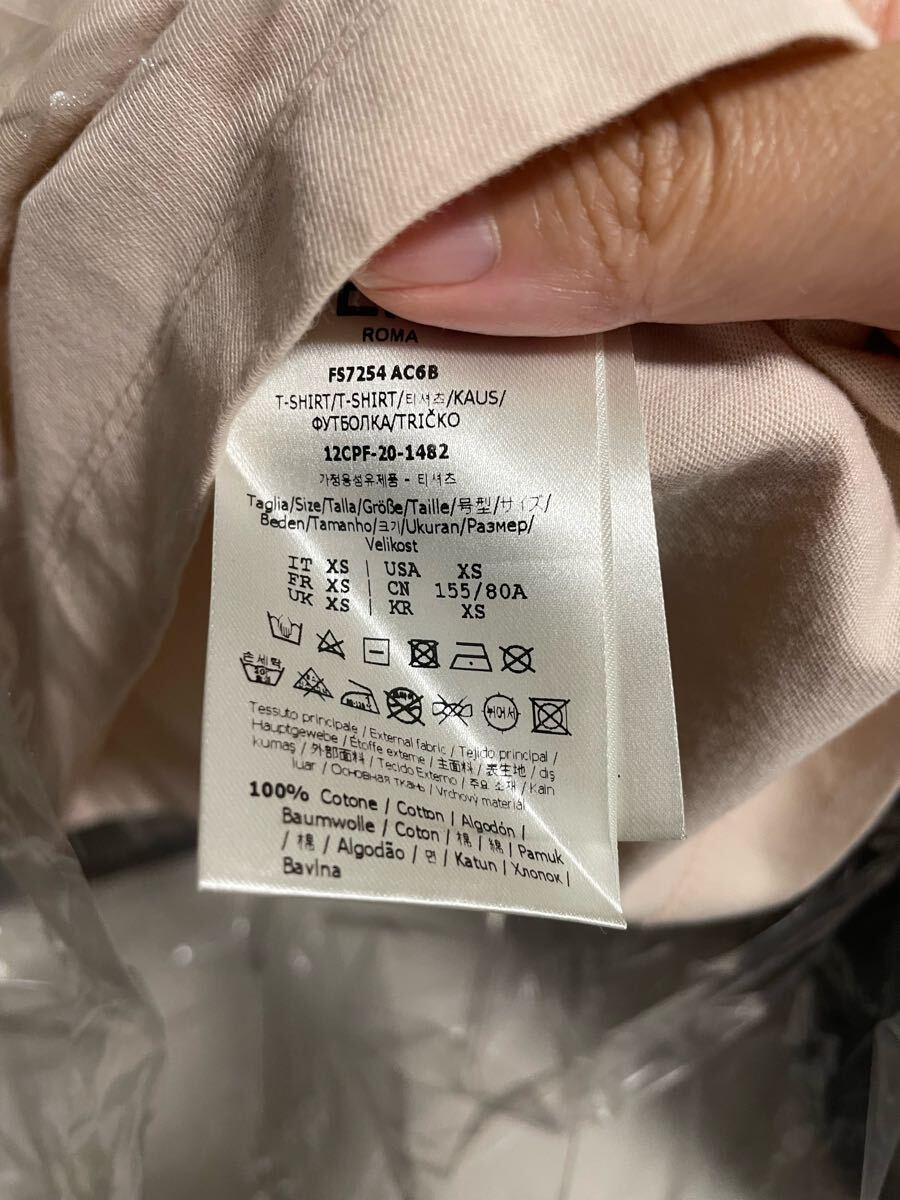 ROMA
FS7254 AC6B
T-SHIRT/T-SHIRT/티셔츠/KAUS/
ФУТБОЛКА/TRIČKO
12CPF-20-1482
가정용섬유제품 - 티셔츠
Taglia/Size/Talla/Größe/Taille/号型/サイズ/
Beden/Tamanho/크기/Ukuran/Размер/
Velikost
IT XS | USA XS
FR XS | CN 155/80A
UK XS | KR XS
손세탁
Tessuto principale / External fabric / Tejido principal /
Hauptgewebe / Étoffe externe / 主面料 / 表生地 / dış
kumaş / 外部面料 / Tecido Externo / 주요 소재 / Kain
luar / Основная ткань / Vrchový materiál
100% Cotone / Cotton / Algodón /
Baumwolle / Coton / 棉 / 綿 / Pamuk
/ 棉 / Algodão / 면 / Katun / Хлопок /
Bavlna